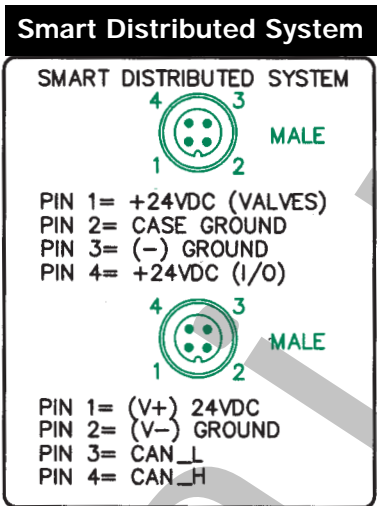 Smart Distributed System
SMART DISTRIBUTED SYSTEM
4 3
MALE
1 2
PIN 1= +24VDC (VALVES)
PIN 2= CASE GROUND
PIN 3= (−) GROUND
PIN 4= +24VDC (I/O)
4 3
MALE
1 2
PIN 1= (V+) 24VDC
PIN 2= (V−) GROUND
PIN 3= CAN_L
PIN 4= CAN_H